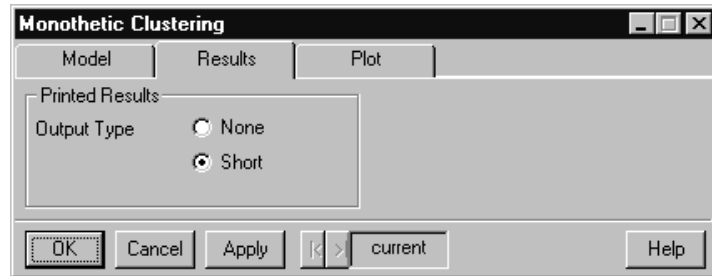 Monothetic Clustering
Model Results Plot
Printed Results
Output Type None
Short
OK Cancel Apply current Help